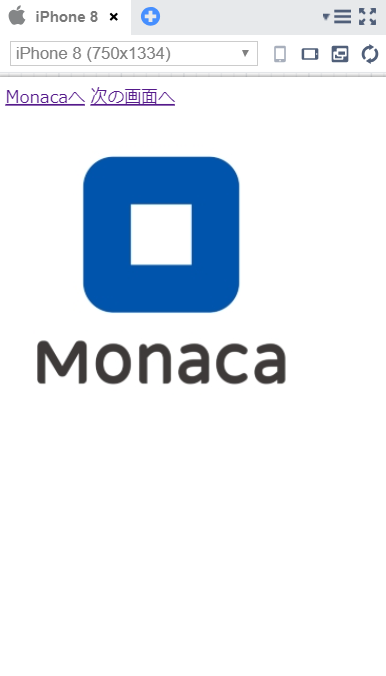 iPhone 8
iPhone 8 (750x1334)
Monacaへ 次の画面へ
Monaca